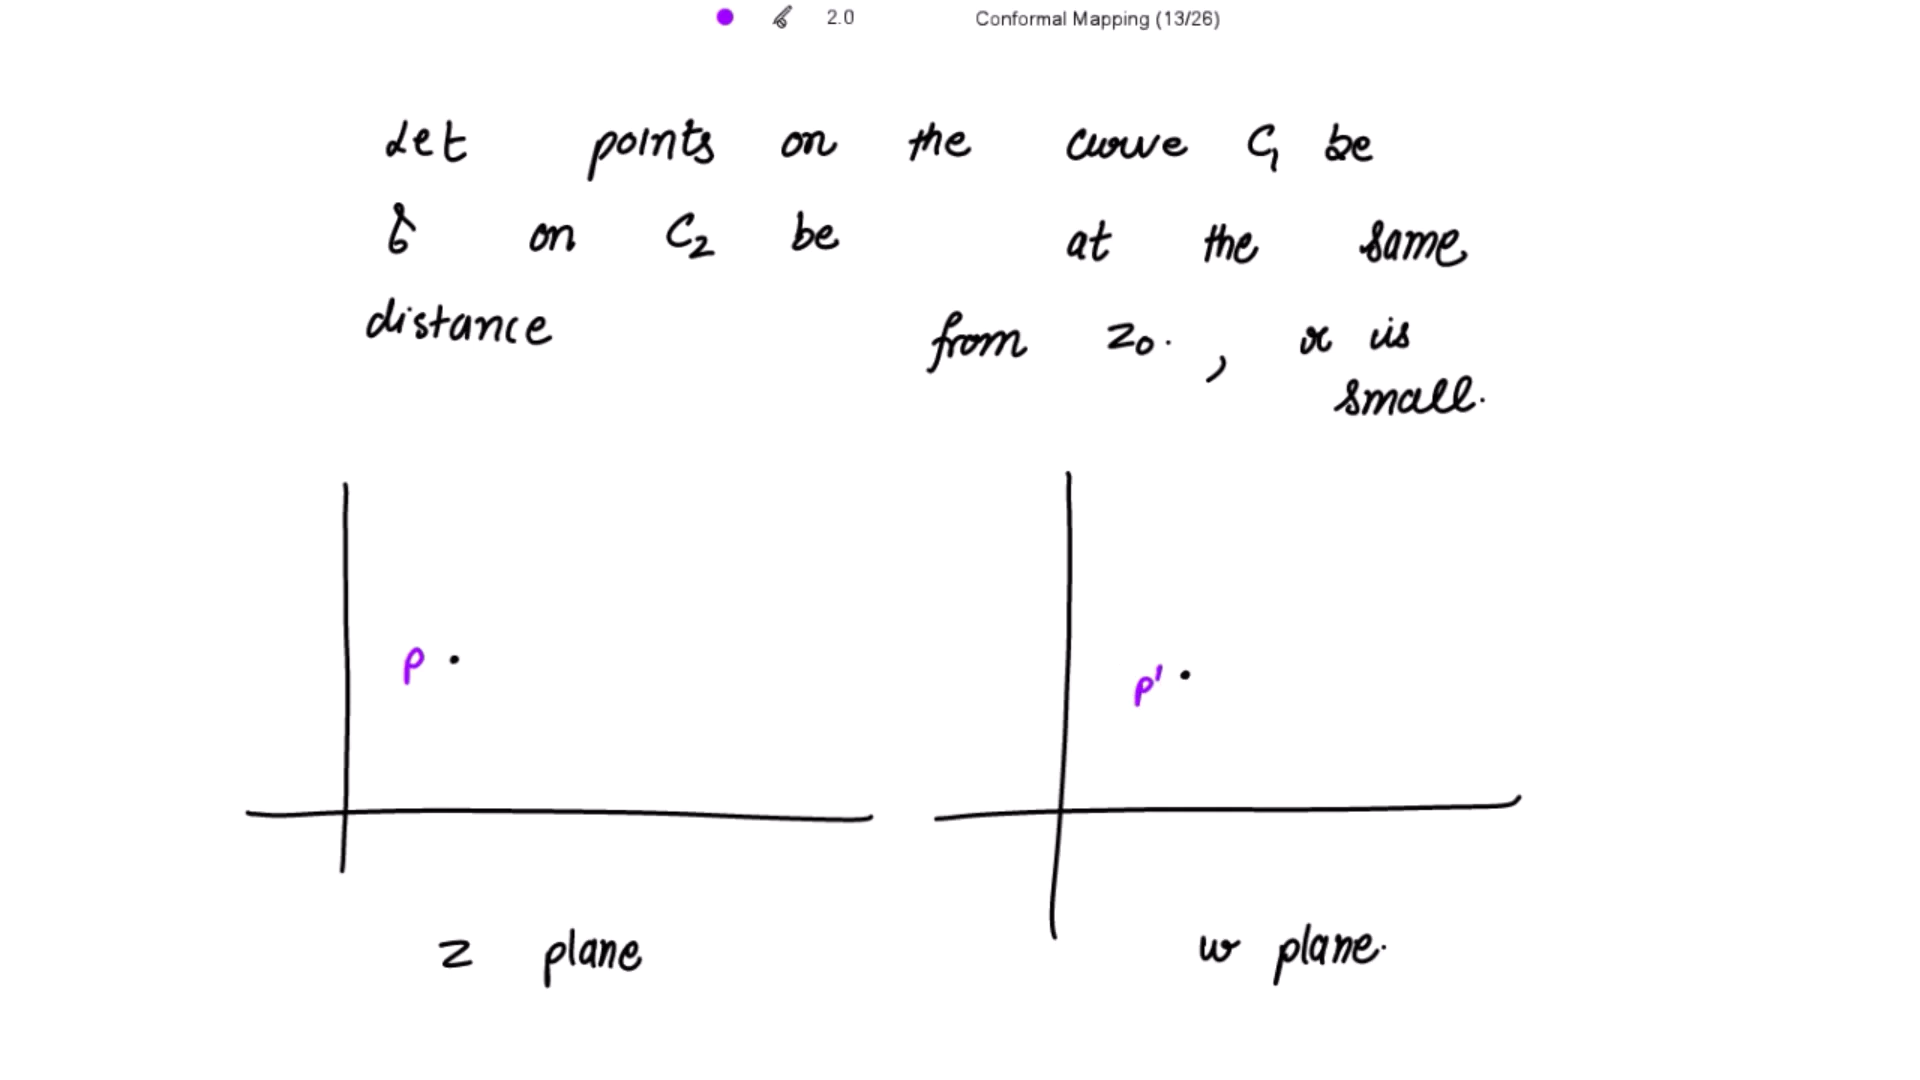 2.0 Conformal Mapping (13/26)
Let points on the curve C₁ be
& on C₂ be at the same
distance from z₀. , r is
small.
P .
P' .
z plane
w plane.